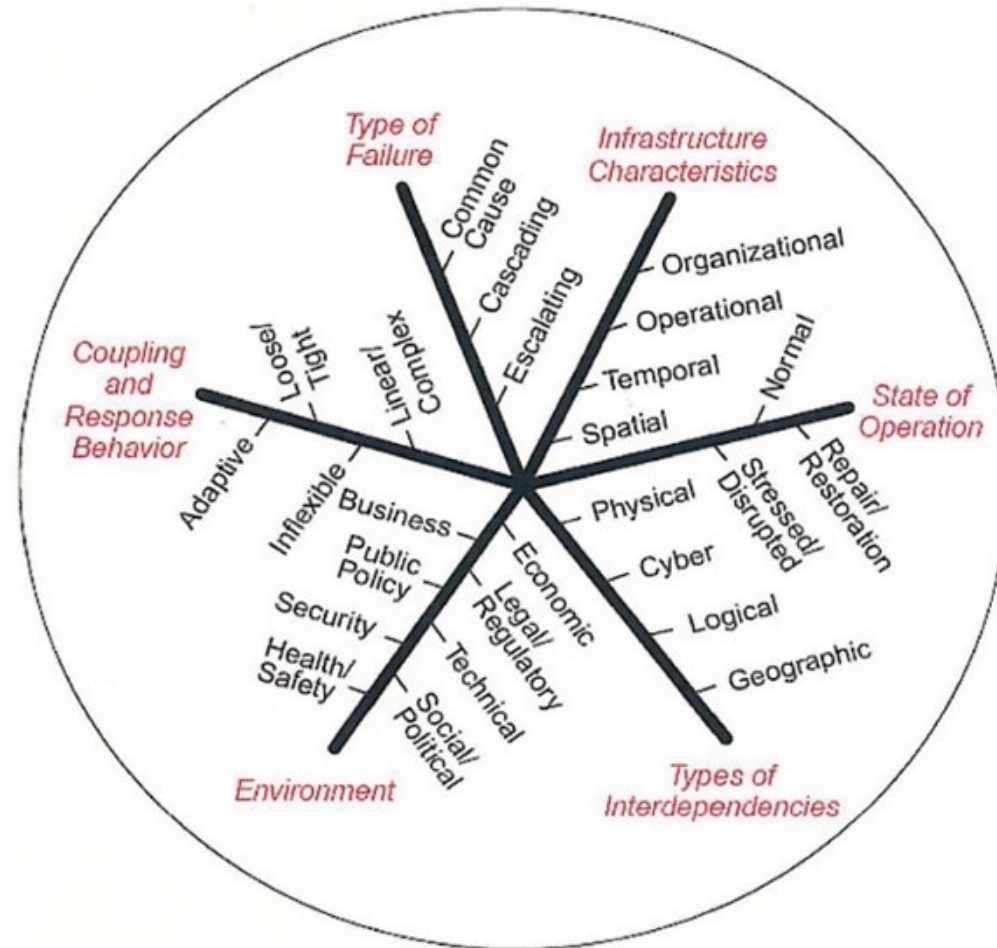 Type of
Failure
Common
Cause
Cascading
Escalating
Infrastructure
Characteristics
Organizational
Operational
Temporal
Spatial
State of
Operation
Normal
Repair/
Restoration
Stressed/
Disrupted
Types of
Interdependencies
Physical
Cyber
Logical
Geographic
Environment
Economic
Legal/
Regulatory
Technical
Social/
Political
Business
Public
Policy
Security
Health/
Safety
Coupling
and
Response
Behavior
Loose/
Tight
Linear/
Complex
Adaptive
Inflexible